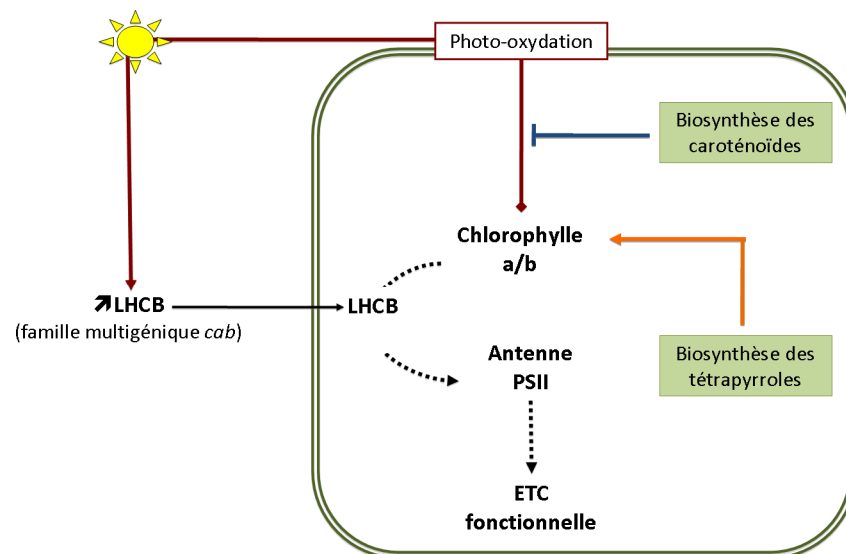 Photo-oxydation
Biosynthèse des
caroténoïdes
Chlorophylle
a/b
LHCB
(famille multigénique cab)
LHCB
Antenne
PSII
Biosynthèse des
tétrapyrroles
ETC
fonctionnelle